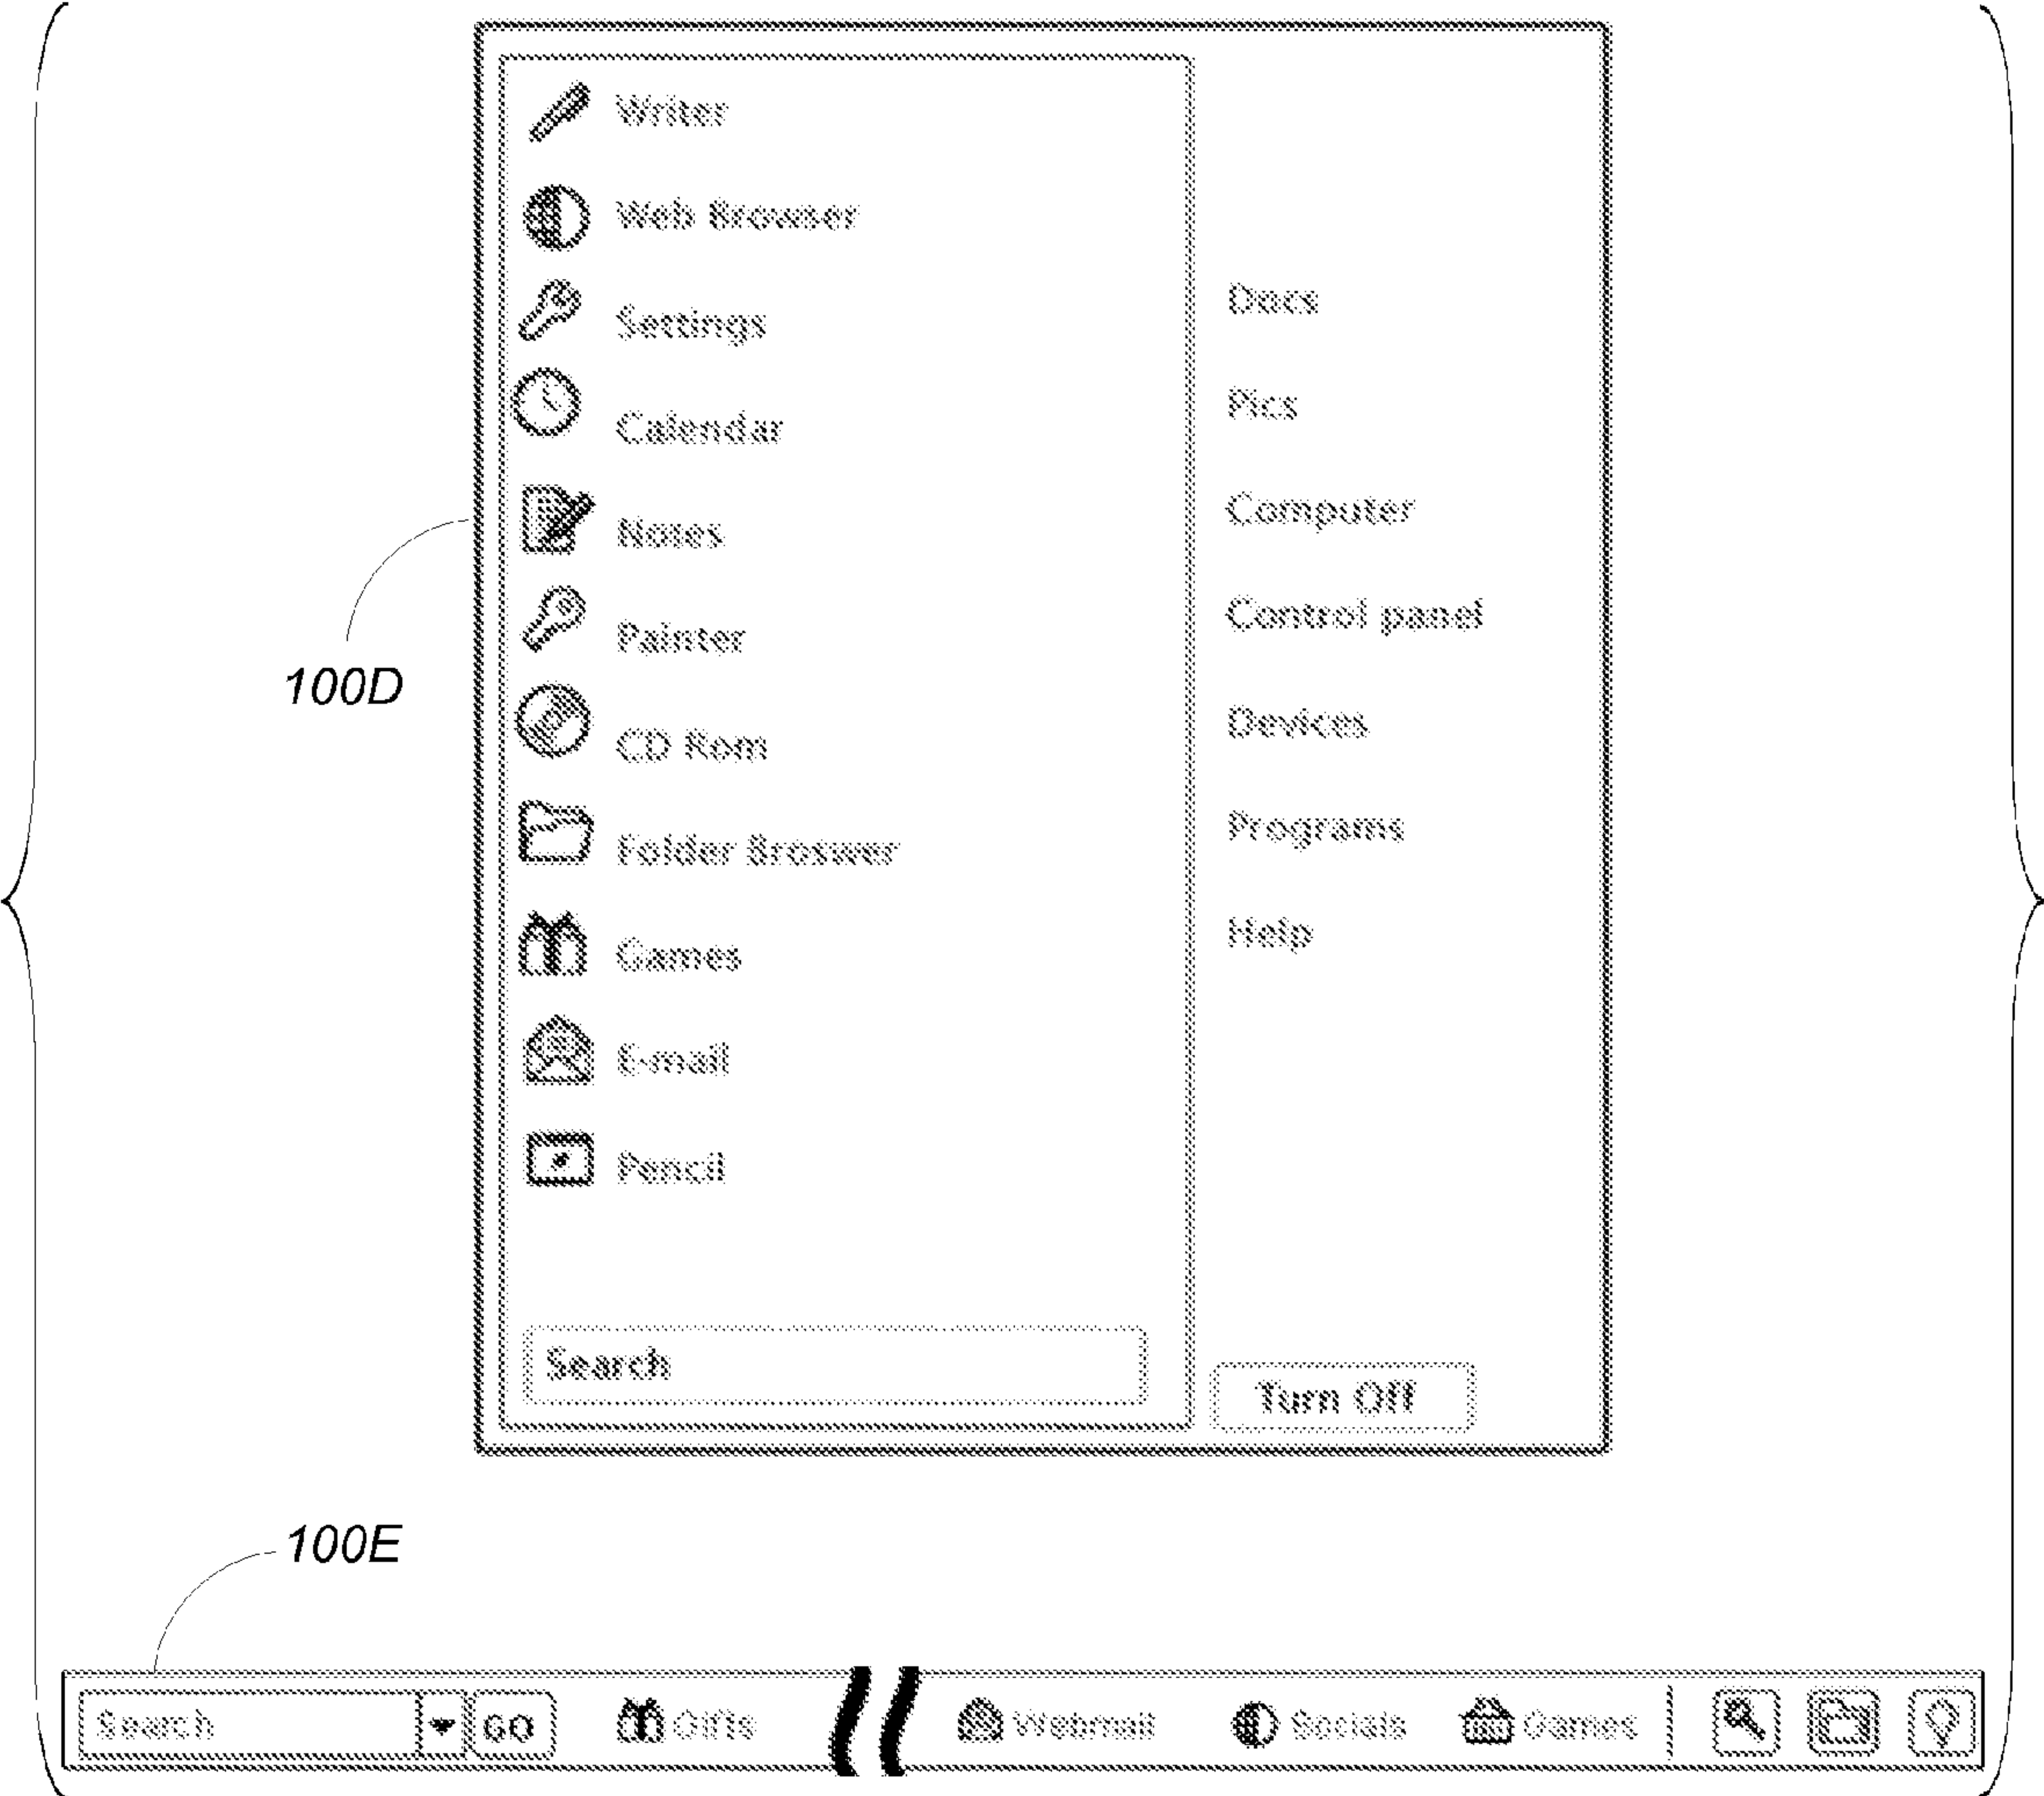 Writer
Web Browser
Settings
Calendar
Notes
Painter
CD Rom
Folder Broswer
Games
E-mail
Pencil
Search
Docs
Pics
Computer
Control panel
Devices
Programs
Help
Turn Off
100D
100E
Search GO Gifts Webmail Socials Games